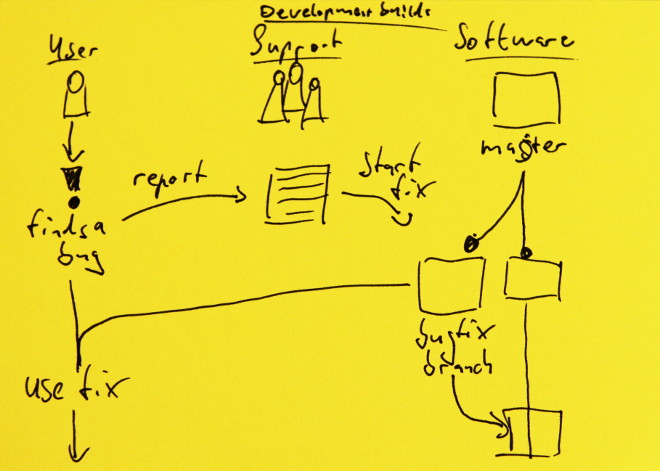 Development builds
User
Support
Software
master
report
start
fix
finds a
bug
bugfix
branch
use fix